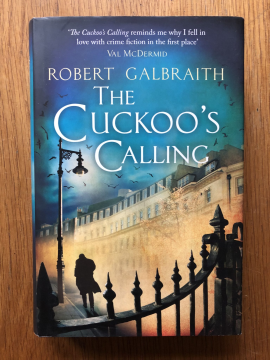 'The Cuckoo's Calling reminds me why I fell in
love with crime fiction in the first place'
VAL MCDERMID
ROBERT GALBRAITH
THE
CUCKOO'S
CALLING